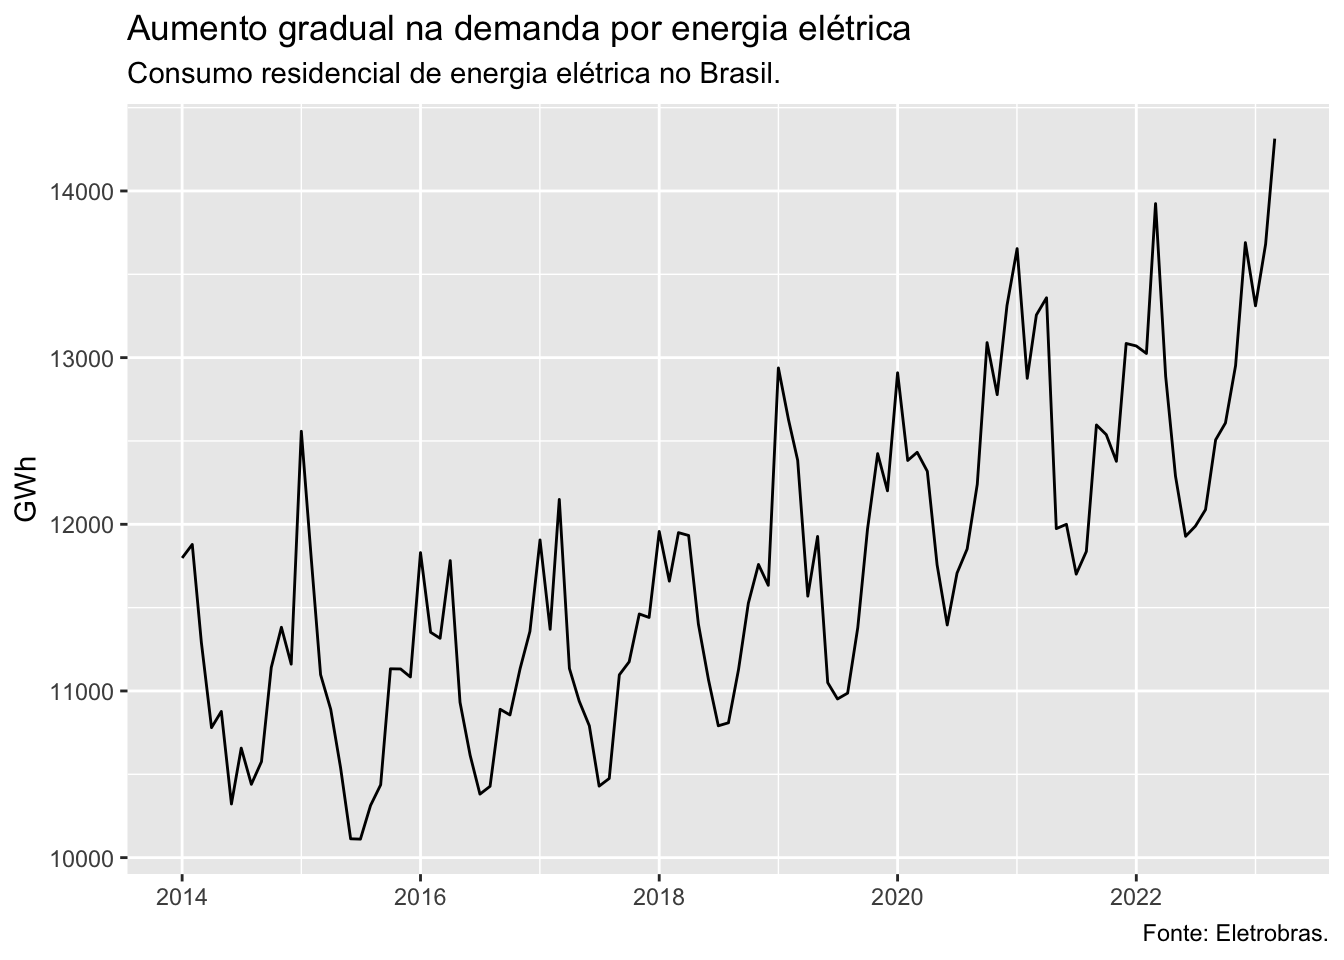 Aumento gradual na demanda por energia elétrica
Consumo residencial de energia elétrica no Brasil.
GWh
14000
13000
12000
11000
10000
2014 2016 2018 2020 2022
Fonte: Eletrobras.